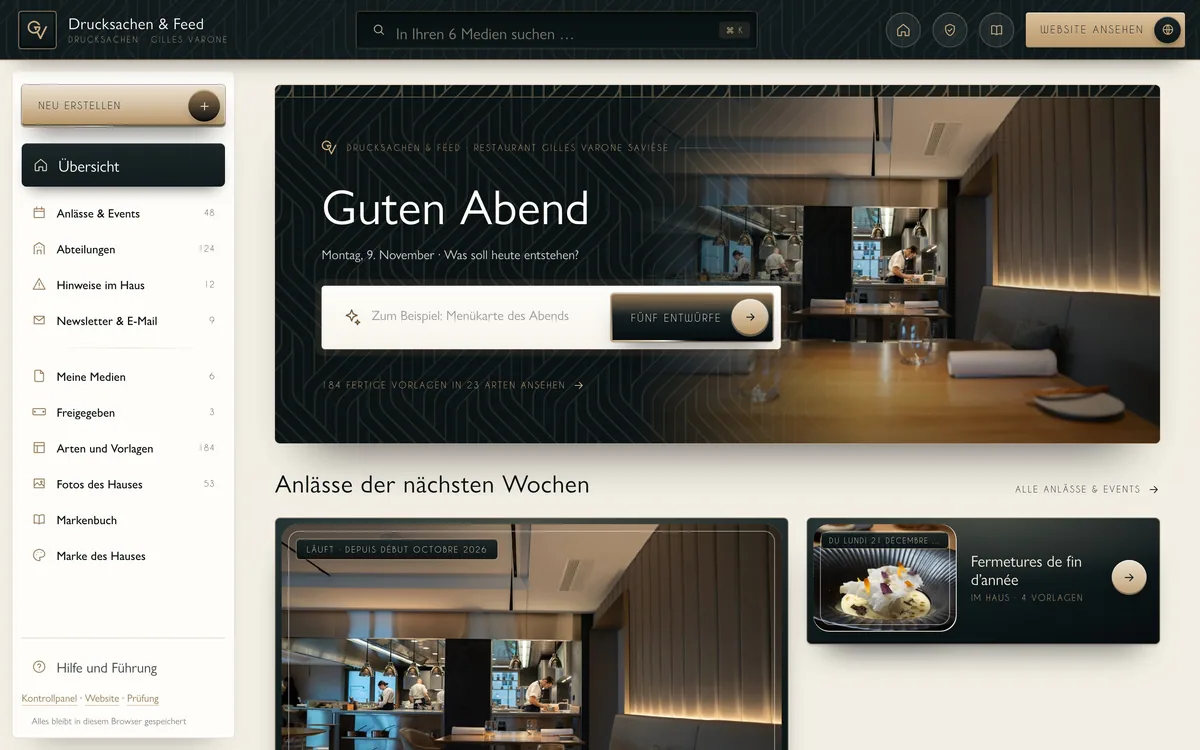 GV
Drucksachen & Feed
DRUCKSACHEN · GILLES VARONE
In Ihren 6 Medien suchen …
⌘ K
WEBSITE ANSEHEN
NEU ERSTELLEN
Übersicht
Anlässe & Events 48
Abteilungen 124
Hinweise im Haus 12
Newsletter & E-Mail 9
Meine Medien 6
Freigegeben 3
Arten und Vorlagen 184
Fotos des Hauses 53
Markenbuch
Marke des Hauses
Hilfe und Führung
Kontrollpanel · Website · Prüfung
Alles bleibt in diesem Browser gespeichert
GV DRUCKSACHEN & FEED · RESTAURANT GILLES VARONE SAVIÈSE
Guten Abend
Montag, 9. November · Was soll heute entstehen?
Zum Beispiel: Menükarte des Abends
FÜNF ENTWÜRFE
184 FERTIGE VORLAGEN IN 23 ARTEN ANSEHEN
Anlässe der nächsten Wochen
ALLE ANLÄSSE & EVENTS
LÄUFT · DEPUIS DÉBUT OCTOBRE 2026
DU LUNDI 21 DÉCEMBRE …
Fermetures de fin
d'année
IM HAUS · 4 VORLAGEN